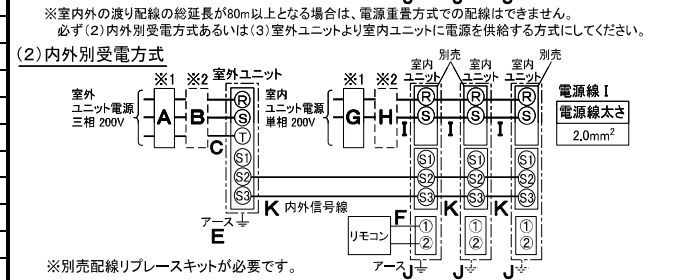 ※室内外の渡り配線の総延長が80m以上となる場合は、電源重畳方式での配線はできません。
必ず(2)内外別受電方式あるいは(3)室外ユニットより室内ユニットに電源を供給する方式にしてください。
(2)内外別受電方式
※1 ※2 室外ユニット ※1 ※2 室内ユニット 別売 室内ユニット 室内ユニット 別売
室外ユニット電源 三相 200V
A B C
R
S
T
S1
S2
S3
室内ユニット電源 単相 200V
G H I I I
R R R
S S S
S1 S1 S1
S2 S2 S2
S3 S3 S3
電源線 I
電源線太さ
2.0mm²
K 内外信号線 K K
アース
E
リモコン F
① ① ①
② ② ②
アース J J J
※別売配線リプレースキットが必要です。